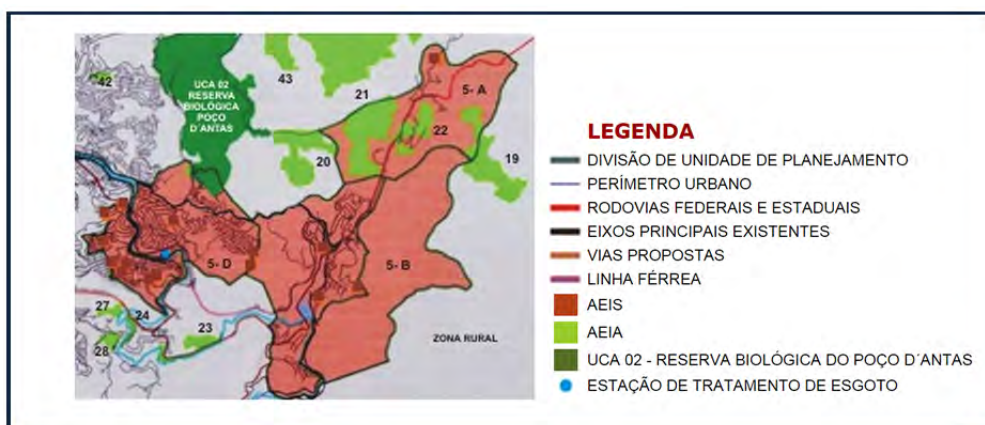 42
UCA 02
RESERVA
BIOLÓGICA
POÇO
D´ANTAS
43
21
5- A
22
20
19
5- D
5- B
27
24
23
28
ZONA RURAL
LEGENDA
DIVISÃO DE UNIDADE DE PLANEJAMENTO
PERÍMETRO URBANO
RODOVIAS FEDERAIS E ESTADUAIS
EIXOS PRINCIPAIS EXISTENTES
VIAS PROPOSTAS
LINHA FÉRREA
AEIS
AEIA
UCA 02 - RESERVA BIOLÓGICA DO POÇO D´ANTAS
ESTAÇÃO DE TRATAMENTO DE ESGOTO